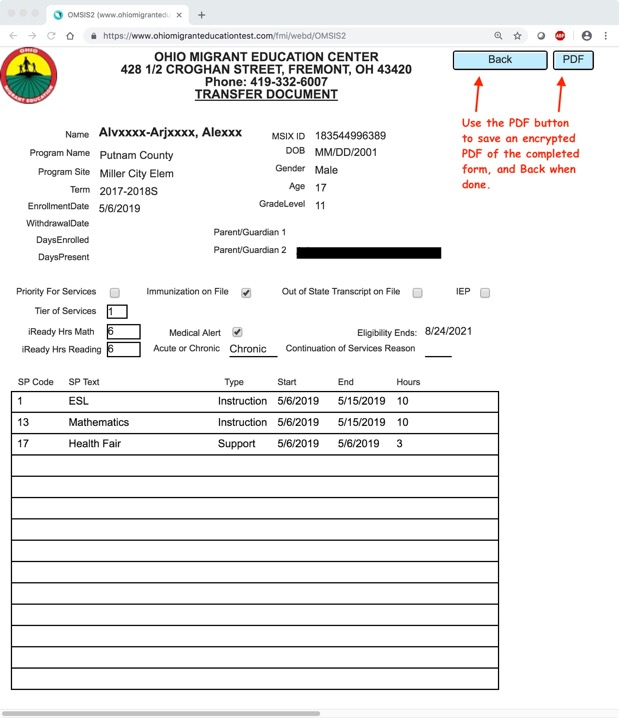 OMSIS2 (www.ohiomigranteduca
https://www.ohiomigranteducationtest.com/fmi/webd/OMSIS2
ABP
OHIO
MIGRANT EDUCATION
OHIO MIGRANT EDUCATION CENTER
428 1/2 CROGHAN STREET, FREMONT, OH 43420
Phone: 419-332-6007
TRANSFER DOCUMENT
Back
PDF
Use the PDF button
to save an encrypted
PDF of the completed
form, and Back when
done.
Name Alvxxxx-Arjxxxx, Alexxx
Program Name Putnam County
Program Site Miller City Elem
Term 2017-2018S
EnrollmentDate 5/6/2019
WithdrawalDate
DaysEnrolled
DaysPresent
MSIX ID 183544996389
DOB MM/DD/2001
Gender Male
Age 17
GradeLevel 11
Parent/Guardian 1
Parent/Guardian 2
Priority For Services Immunization on File Out of State Transcript on File IEP
Tier of Services 1
iReady Hrs Math 6 Medical Alert Eligibility Ends: 8/24/2021
iReady Hrs Reading 6 Acute or Chronic Chronic Continuation of Services Reason
SP Code SP Text Type Start End Hours
1 ESL Instruction 5/6/2019 5/15/2019 10
13 Mathematics Instruction 5/6/2019 5/15/2019 10
17 Health Fair Support 5/6/2019 5/6/2019 3